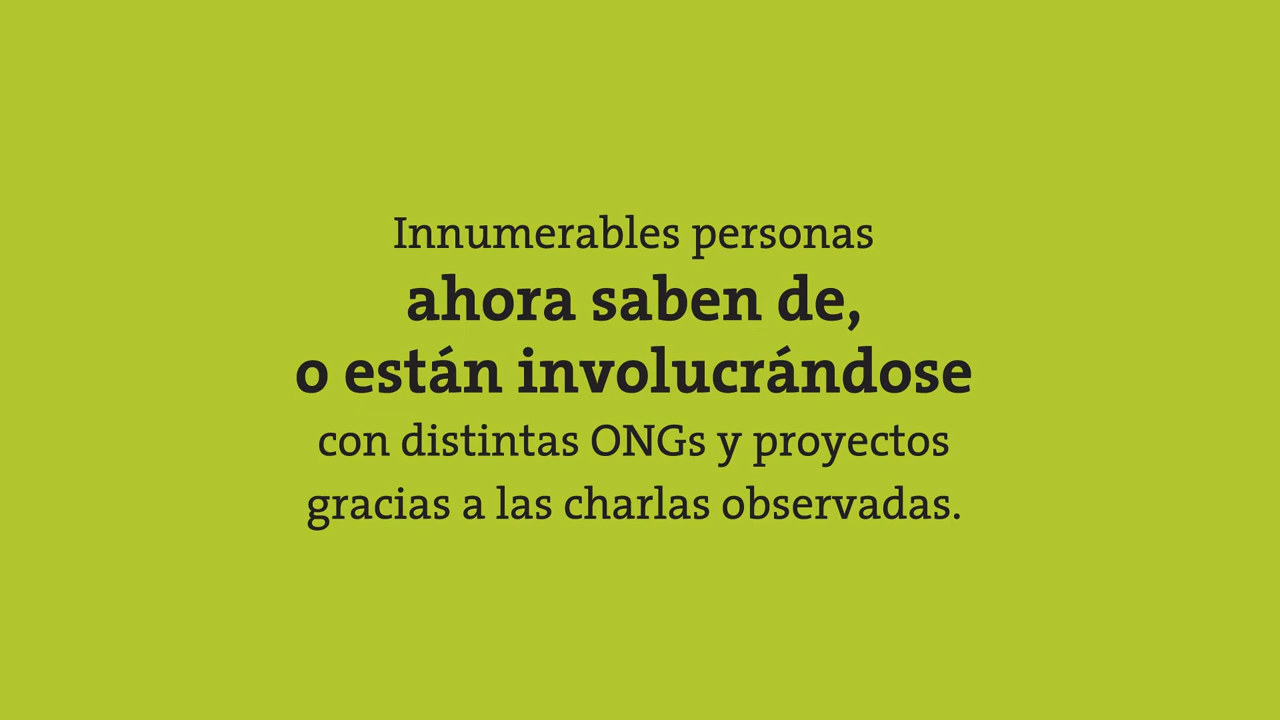 Innumerables personas
ahora saben de,
o están involucrándose
con distintas ONGs y proyectos
gracias a las charlas observadas.